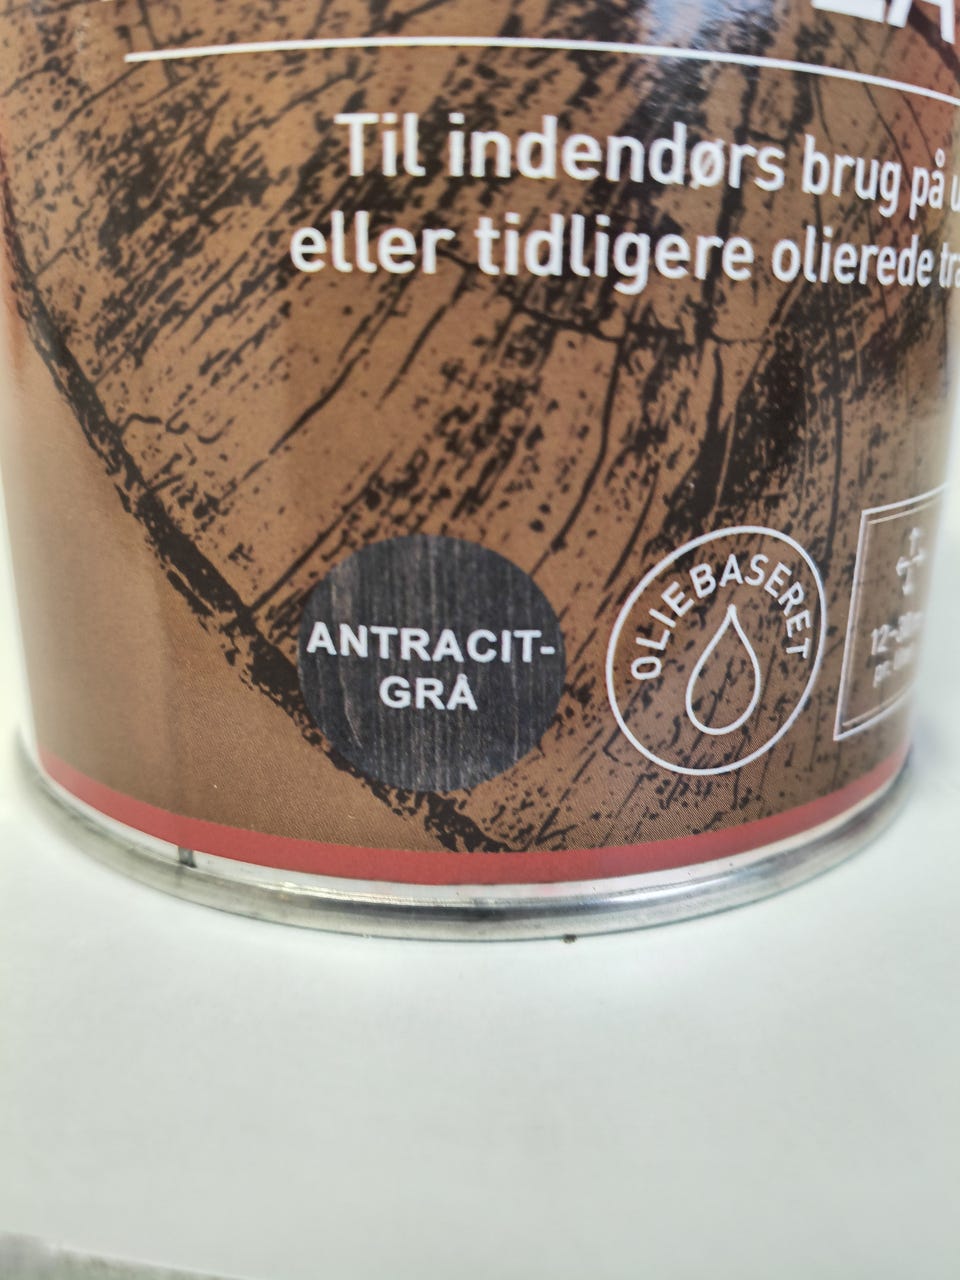 Til indendørs brug på
eller tidligere olierede
ANTRACIT-
GRÅ
OLIEBASERET